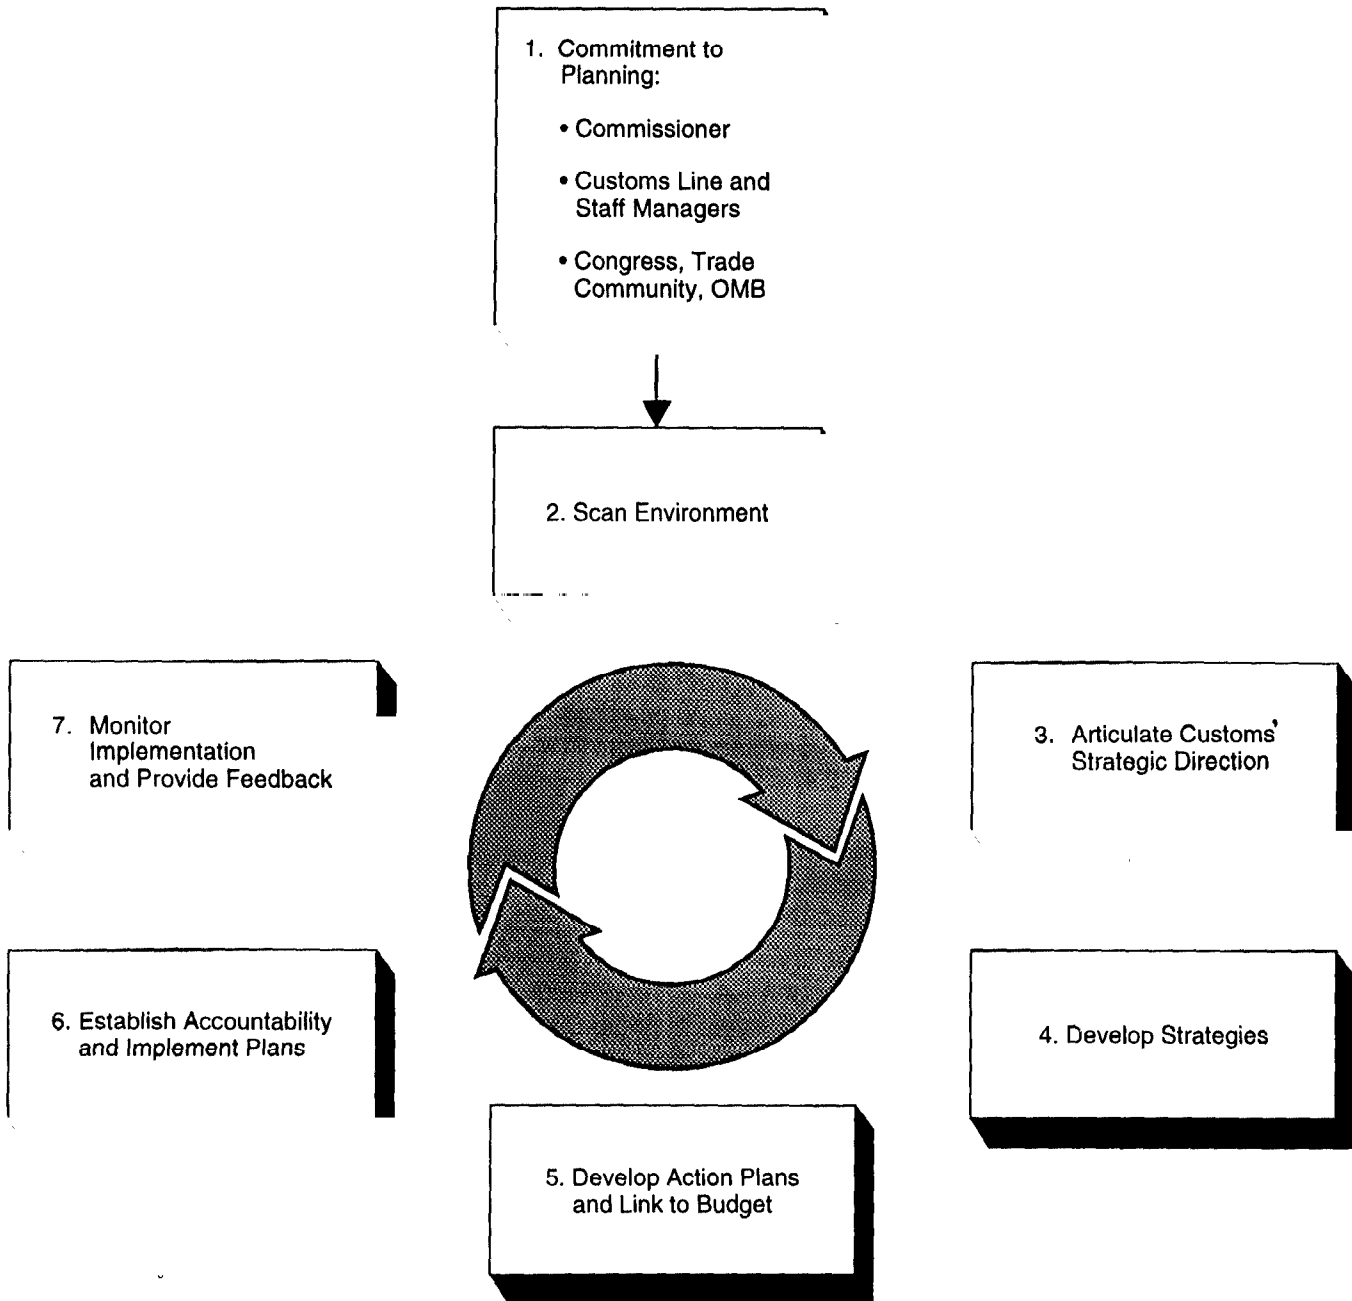 1. Commitment to
Planning:
• Commissioner
• Customs Line and
Staff Managers
• Congress, Trade
Community, OMB
2. Scan Environment
3. Articulate Customs'
Strategic Direction
4. Develop Strategies
5. Develop Action Plans
and Link to Budget
6. Establish Accountability
and Implement Plans
7. Monitor
Implementation
and Provide Feedback